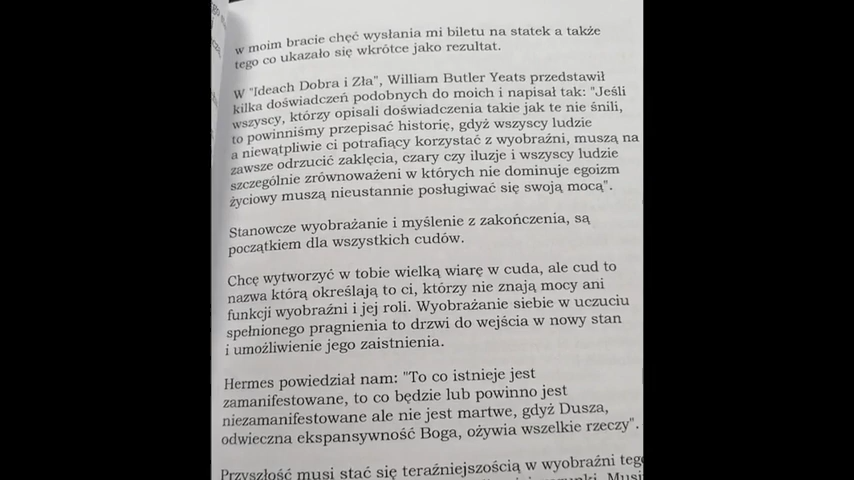 w moim bracie chęć wysłania mi biletu na statek a także
tego co ukazało się wkrótce jako rezultat.
W "Ideach Dobra i Zła", William Butler Yeats przedstawił
kilka doświadczeń podobnych do moich i napisał tak: "Jeśli
wszyscy, którzy opisali doświadczenia takie jak te nie śnili,
to powinniśmy przepisać historię, gdyż wszyscy ludzie
a niewątpliwie ci potrafiący korzystać z wyobraźni, muszą na
zawsze odrzucić zaklęcia, czary czy iluzje i wszyscy ludzie
szczególnie zrównoważeni w których nie dominuje egoizm
życiowy muszą nieustannie posługiwać się swoją mocą".
Stanowcze wyobrażanie i myślenie z zakończenia, są
początkiem dla wszystkich cudów.
Chcę wytworzyć w tobie wielką wiarę w cuda, ale cud to
nazwa którą określają to ci, którzy nie znają mocy ani
funkcji wyobraźni i jej roli. Wyobrażanie siebie w uczuciu
spełnionego pragnienia to drzwi do wejścia w nowy stan
i umożliwienie jego zaistnienia.
Hermes powiedział nam: "To co istnieje jest
zamanifestowane, to co będzie lub powinno jest
niezamanifestowane ale nie jest martwe, gdyż Dusza,
odwieczna ekspansywność Boga, ożywia wszelkie rzeczy".
Przyszłość musi stać się teraźniejszością w wyobraźni